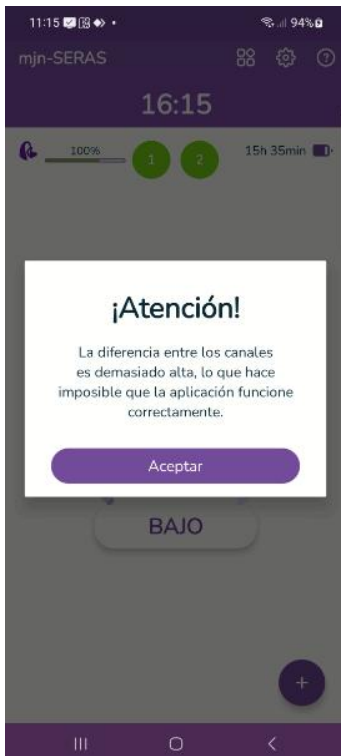 11:15 94%
mjn-SERAS
16:15
100% 1 2 15h 35min
¡Atención!
La diferencia entre los canales
es demasiado alta, lo que hace
imposible que la aplicación funcione
correctamente.
Aceptar
BAJO
+